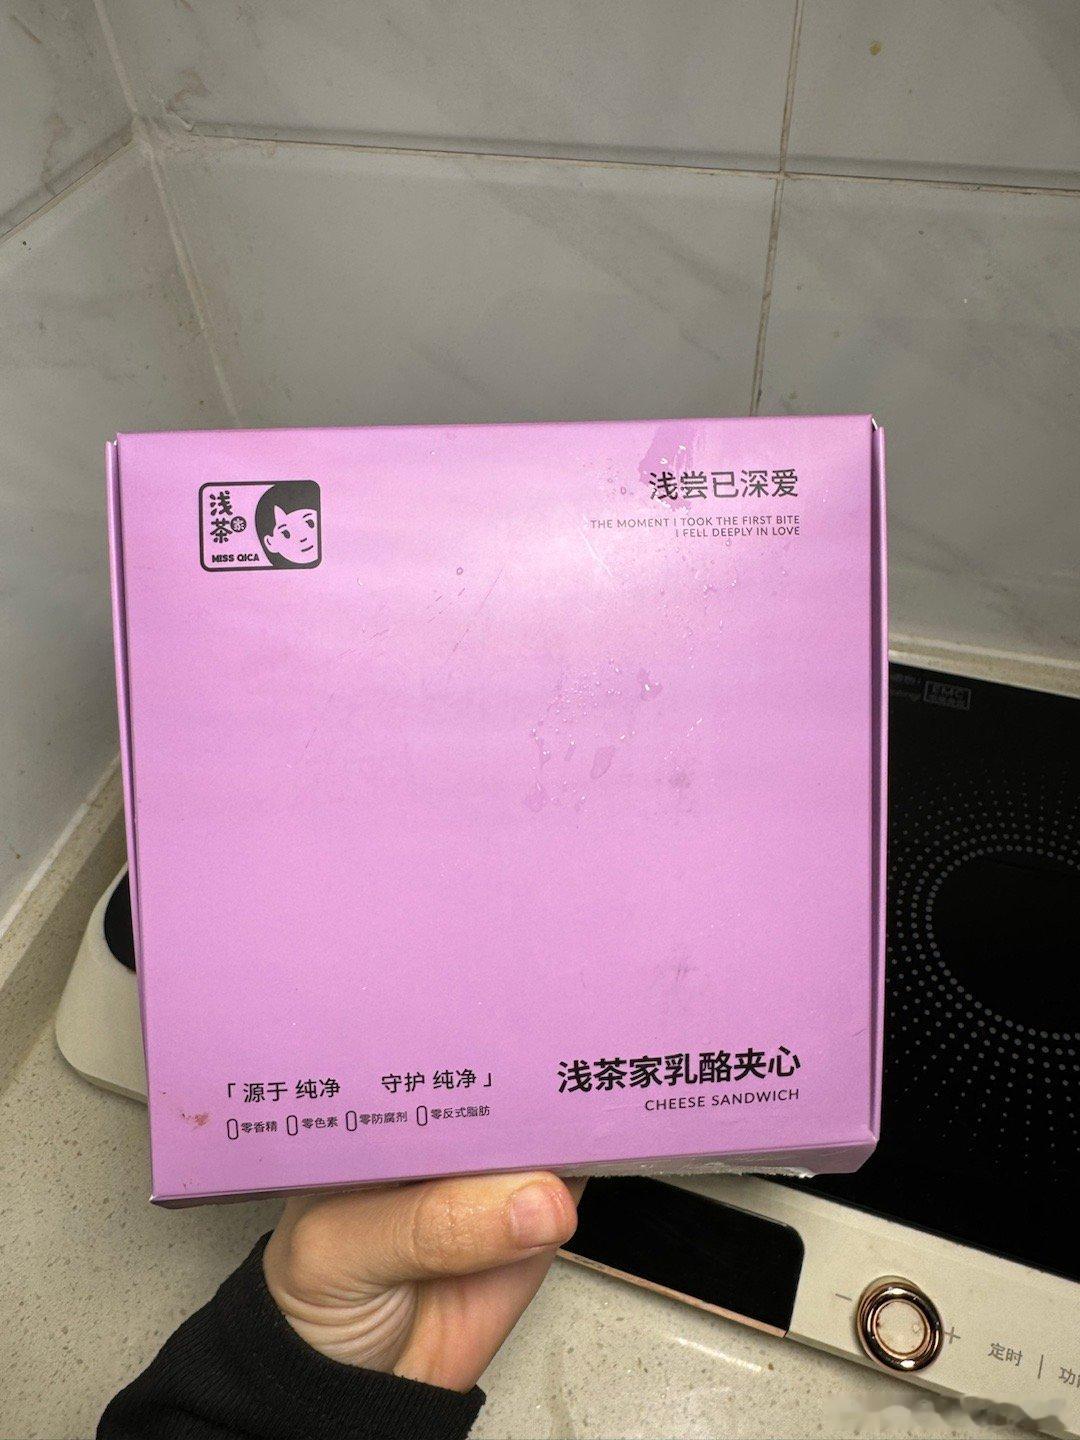 浅
茶家
MISS QICA
浅尝已深爱
THE MOMENT I TOOK THE FIRST BITE
I FELL DEEPLY IN LOVE
「源于 纯净 守护 纯净」
零香精 零色素 零防腐剂 零反式脂肪
浅茶家乳酪夹心
CHEESE SANDWICH
EMC
− +
定时 |